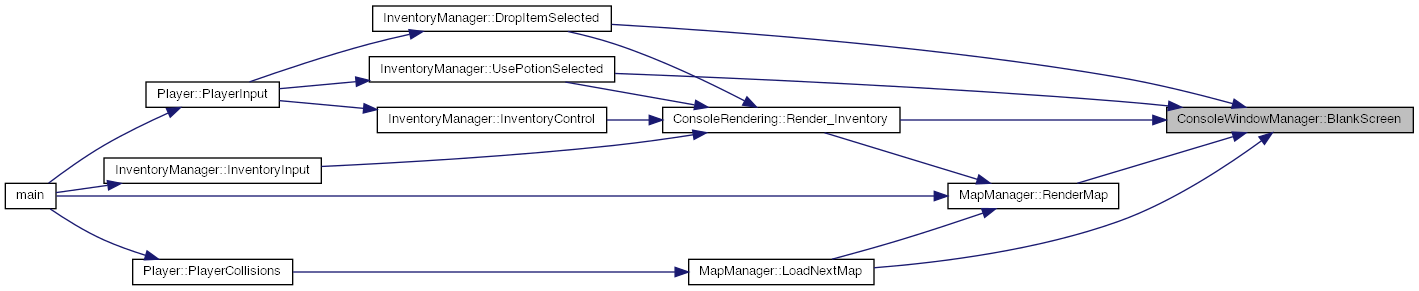 InventoryManager::DropItemSelected
InventoryManager::UsePotionSelected
Player::PlayerInput
InventoryManager::InventoryControl
ConsoleRendering::Render_Inventory
ConsoleWindowManager::BlankScreen
InventoryManager::InventoryInput
main
MapManager::RenderMap
Player::PlayerCollisions
MapManager::LoadNextMap